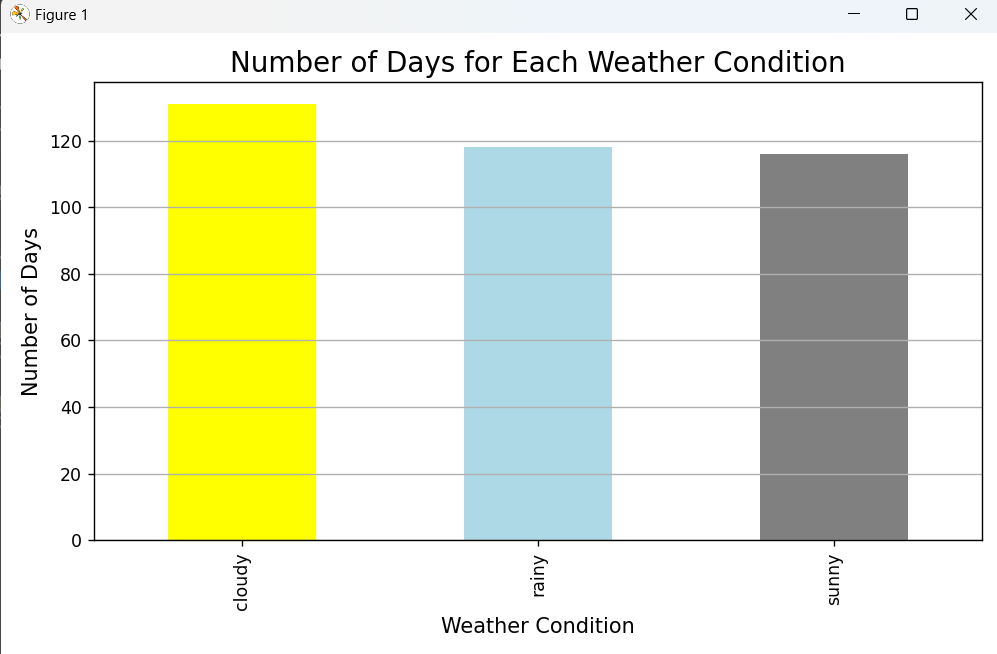 Figure 1
Number of Days for Each Weather Condition
120
100
80
60
40
20
0
Number of Days
cloudy
rainy
sunny
Weather Condition